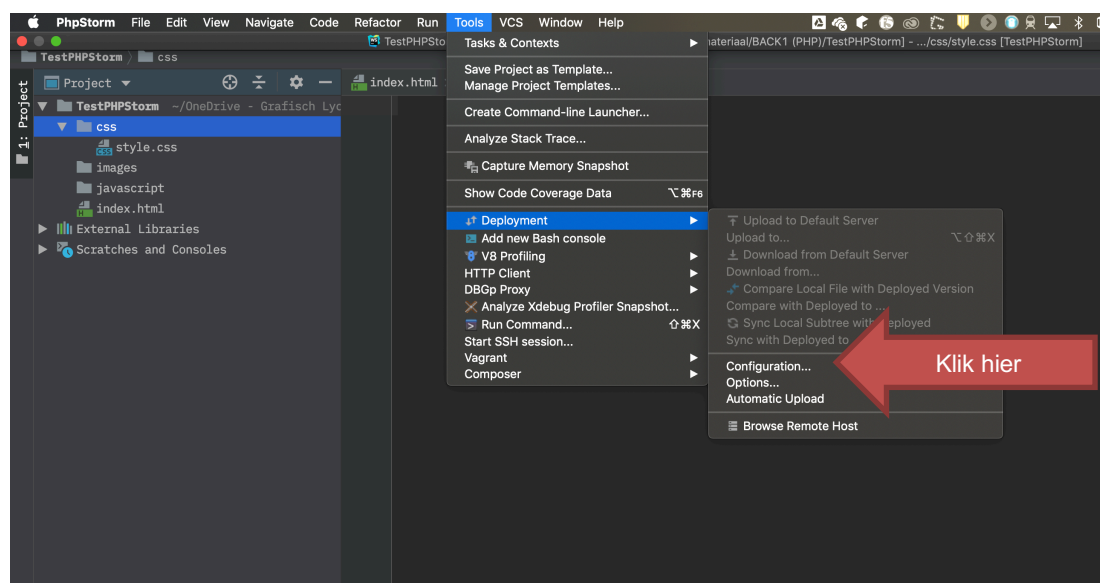 PhpStorm File Edit View Navigate Code Refactor Run Tools VCS Window Help
TestPHPSto ateriaal/BACK1 (PHP)/TestPHPStorm] - .../css/style.css [TestPHPStorm]
TestPHPStorm css
1: Project
Project
index.html
TestPHPStorm ~/OneDrive - Grafisch Lyc
css
style.css
images
javascript
index.html
External Libraries
Scratches and Consoles
Tasks & Contexts
Save Project as Template...
Manage Project Templates...
Create Command-line Launcher...
Analyze Stack Trace...
Capture Memory Snapshot
Show Code Coverage Data ⌥⌘F6
Deployment
Add new Bash console
V8 Profiling
HTTP Client
DBGp Proxy
Analyze Xdebug Profiler Snapshot...
Run Command... ⇧⌘X
Start SSH session...
Vagrant
Composer
Upload to Default Server
Upload to... ⌥⇧⌘X
Download from Default Server
Download from...
Compare Local File with Deployed Version
Compare with Deployed to ...
Sync Local Subtree with Deployed
Sync with Deployed to
Configuration...
Options...
Automatic Upload
Browse Remote Host
Klik hier